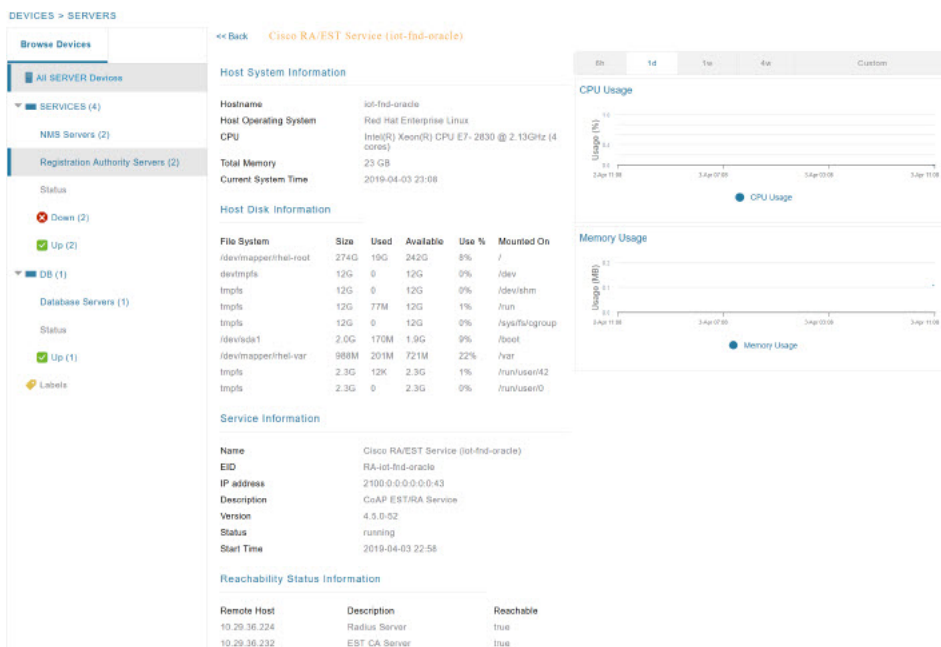 DEVICES > SERVERS
Browse Devices
All SERVER Devices
SERVICES (4)
NMS Servers (2)
Registration Authority Servers (2)
Status
Down (2)
Up (2)
DB (1)
Database Servers (1)
Status
Up (1)
Labels
<< Back Cisco RA/EST Service (iot-fnd-oracle)
Host System Information
Hostname iot-fnd-oracle
Host Operating System Red Hat Enterprise Linux
CPU Intel(R) Xeon(R) CPU E7- 2830 @ 2.13GHz (4
cores)
Total Memory 23 GB
Current System Time 2019-04-03 23:08
Host Disk Information
File System Size Used Available Use % Mounted On
/dev/mapper/rhel-root 274G 19G 242G 8% /
devtmpfs 12G 0 12G 0% /dev
tmpfs 12G 0 12G 0% /dev/shm
tmpfs 12G 77M 12G 1% /run
tmpfs 12G 0 12G 0% /sys/fs/cgroup
/dev/sda1 2.0G 170M 1.9G 9% /boot
/dev/mapper/rhel-var 988M 201M 721M 22% /var
tmpfs 2.3G 12K 2.3G 1% /run/user/42
tmpfs 2.3G 0 2.3G 0% /run/user/0
Service Information
Name Cisco RA/EST Service (iot-fnd-oracle)
EID RA-iot-fnd-oracle
IP address 2100:0:0:0:0:0:0:43
Description CoAP EST/RA Service
Version 4.5.0-52
Status running
Start Time 2019-04-03 22:58
Reachability Status Information
Remote Host Description Reachable
10.29.36.224 Radius Server true
10.29.36.232 EST CA Server true
6h 1d 1w 4w Custom
CPU Usage
Usage (%)
CPU Usage
Memory Usage
Usage (MB)
0.2
0.1
0.0
Memory Usage